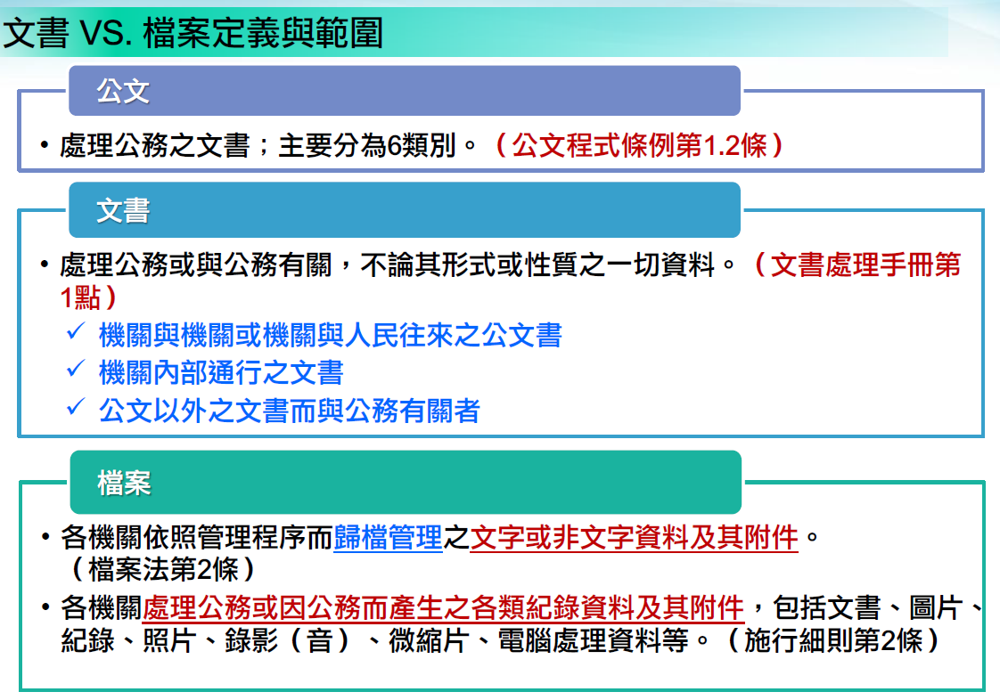 文書 VS. 檔案定義與範圍
公文
• 處理公務之文書；主要分為6類別。（公文程式條例第1.2條）
文書
• 處理公務或與公務有關，不論其形式或性質之一切資料。（文書處理手冊第
1點）
✓ 機關與機關或機關與人民往來之公文書
✓ 機關內部通行之文書
✓ 公文以外之文書而與公務有關者
檔案
• 各機關依照管理程序而歸檔管理之文字或非文字資料及其附件。
（檔案法第2條）
• 各機關處理公務或因公務而產生之各類紀錄資料及其附件，包括文書、圖片、
紀錄、照片、錄影（音）、微縮片、電腦處理資料等。（施行細則第2條）